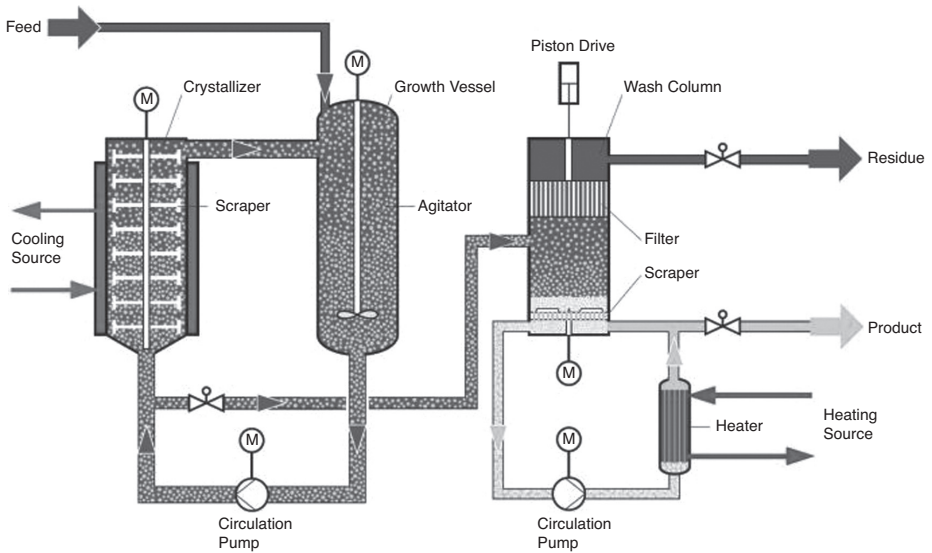 Feed
M
Crystallizer
M
Growth Vessel
Piston Drive
Wash Column
Residue
Scraper
Agitator
Cooling
Source
Filter
Scraper
Product
M
Heating
Source
Heater
M
M
Circulation
Pump
Circulation
Pump